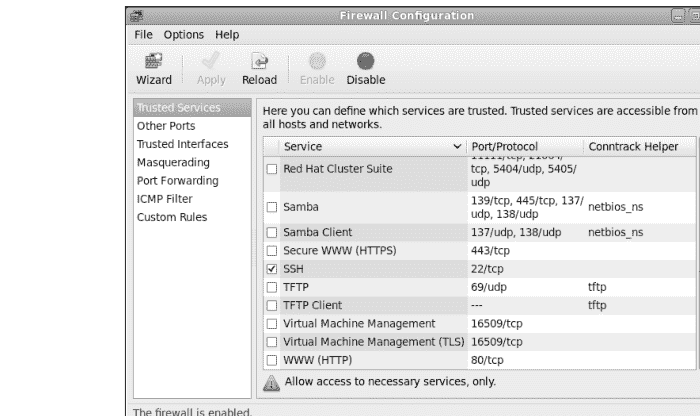 Firewall Configuration
File Options Help
Wizard Apply Reload Enable Disable
Trusted Services
Other Ports
Trusted Interfaces
Masquerading
Port Forwarding
ICMP Filter
Custom Rules
Here you can define which services are trusted. Trusted services are accessible from
all hosts and networks.
Service Port/Protocol Conntrack Helper
Red Hat Cluster Suite tcp, 5404/udp, 5405/
udp
Samba 139/tcp, 445/tcp, 137/
udp, 138/udp netbios_ns
Samba Client 137/udp, 138/udp netbios_ns
Secure WWW (HTTPS) 443/tcp
SSH 22/tcp
TFTP 69/udp tftp
TFTP Client --- tftp
Virtual Machine Management 16509/tcp
Virtual Machine Management (TLS) 16509/tcp
WWW (HTTP) 80/tcp
Allow access to necessary services, only.
The firewall is enabled.